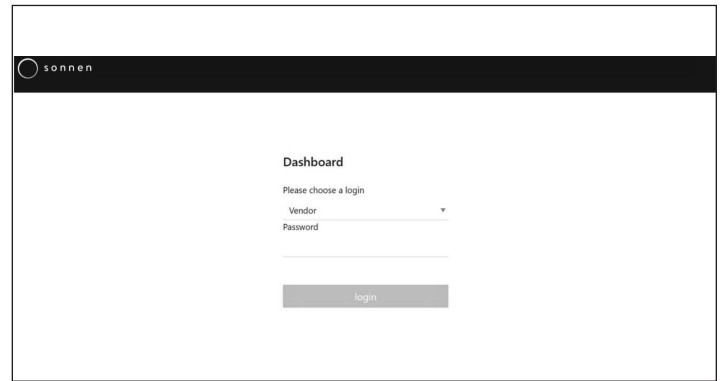 sonnen
Dashboard
Please choose a login
Vendor
Password
login